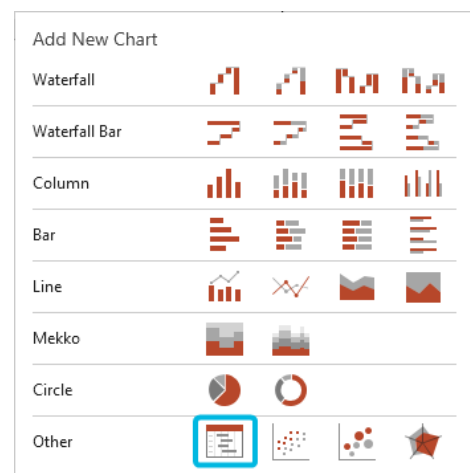 Add New Chart
Waterfall
Waterfall Bar
Column
Bar
Line
Mekko
Circle
Other